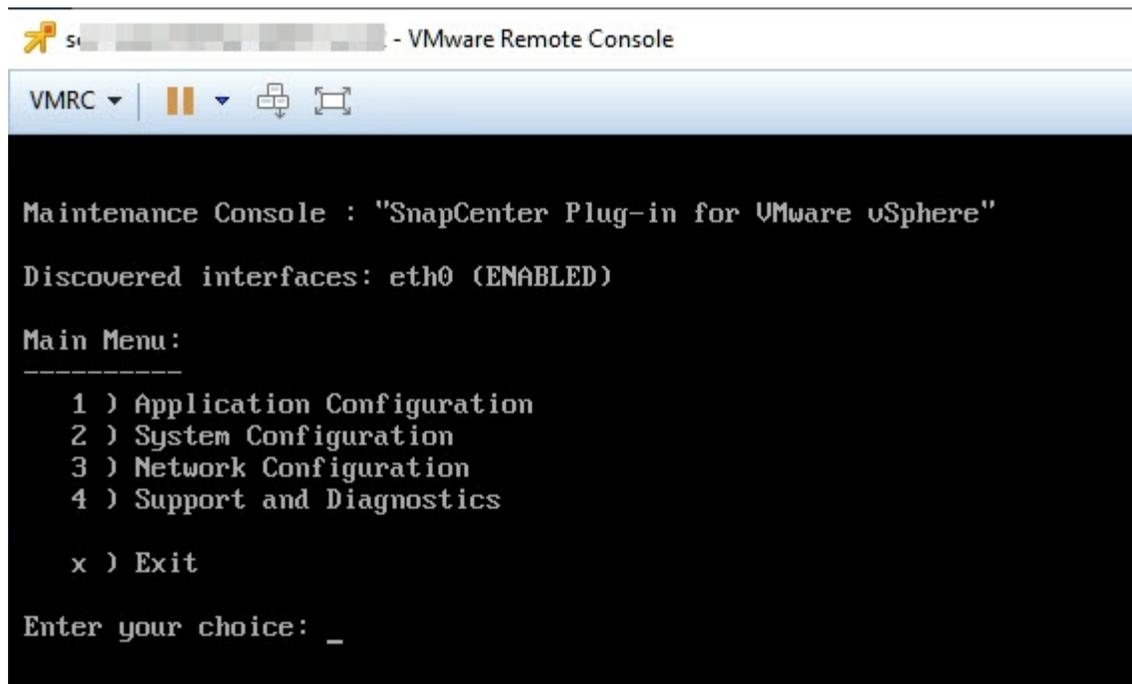 - VMware Remote Console
VMRC
Maintenance Console : "SnapCenter Plug-in for VMware vSphere"
Discovered interfaces: eth0 (ENABLED)
Main Menu:
----------
1 ) Application Configuration
2 ) System Configuration
3 ) Network Configuration
4 ) Support and Diagnostics
x ) Exit
Enter your choice: _